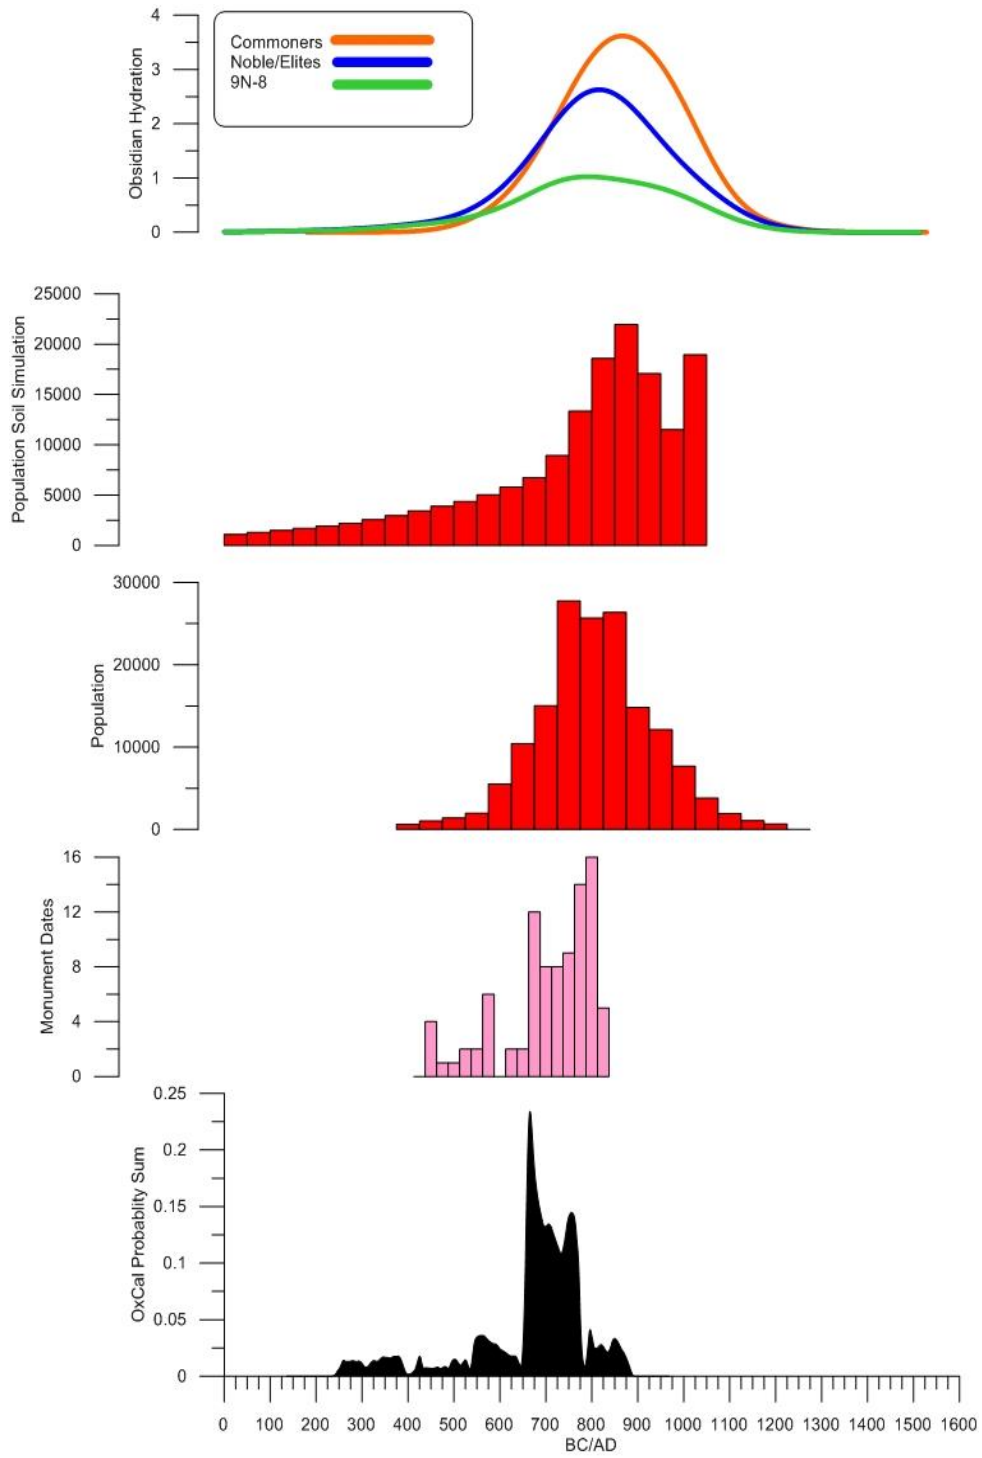 4
3
2
1
0
Obsidian Hydration
Commoners
Noble/Elites
9N-8
25000
20000
15000
10000
5000
0
Population Soil Simulation
30000
20000
10000
0
Population
16
12
8
4
0
Monument Dates
0.25
0.2
0.15
0.1
0.05
0
OxCal Probablity Sum
0 100 200 300 400 500 600 700 800 900 1000 1100 1200 1300 1400 1500 1600
BC/AD